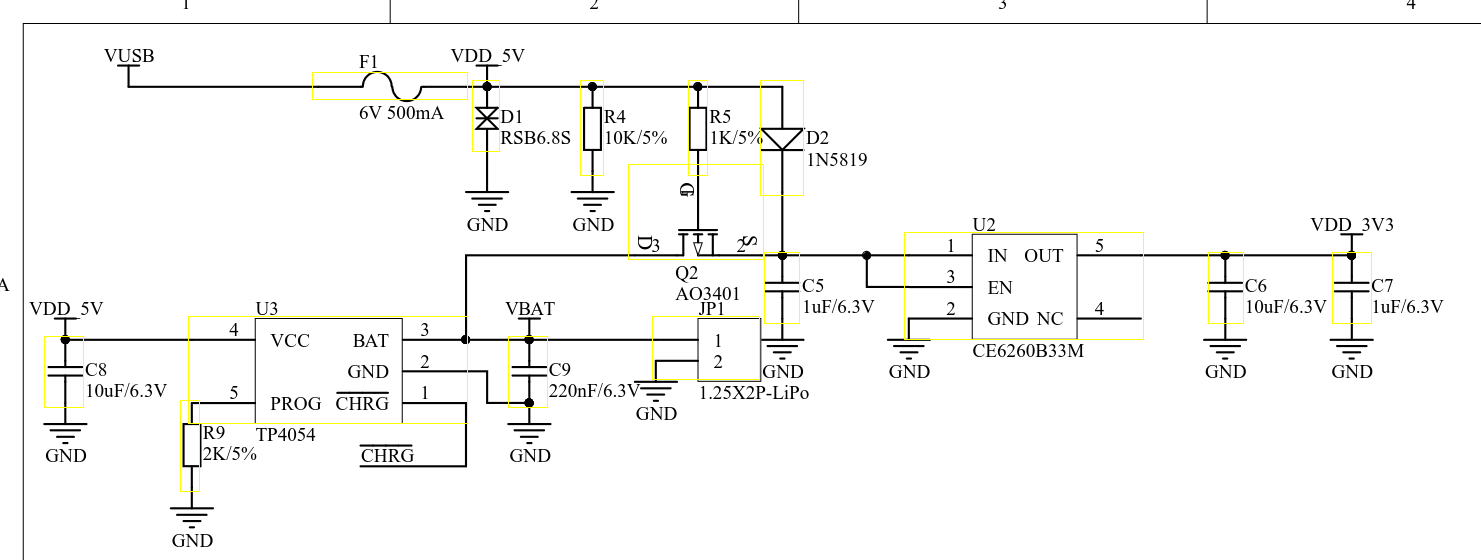 1 2 3 4
VUSB F1 VDD_5V
6V 500mA
D1
RSB6.8S
R4
10K/5%
R5
1K/5%
D2
1N5819
GND GND
G
D 3 2 S
Q2
AO3401
A
C5
1uF/6.3V
GND
U2
1 IN OUT 5
3 EN
2 GND NC 4
CE6260B33M
GND
VDD_3V3
C6
10uF/6.3V
GND
C7
1uF/6.3V
GND
VDD_5V
C8
10uF/6.3V
GND
U3
4 VCC BAT 3
GND 2
5 PROG CHRG 1
TP4054
R9
2K/5%
GND
CHRG
VBAT
C9
220nF/6.3V
GND
JP1
1
2
1.25X2P-LiPo
GND